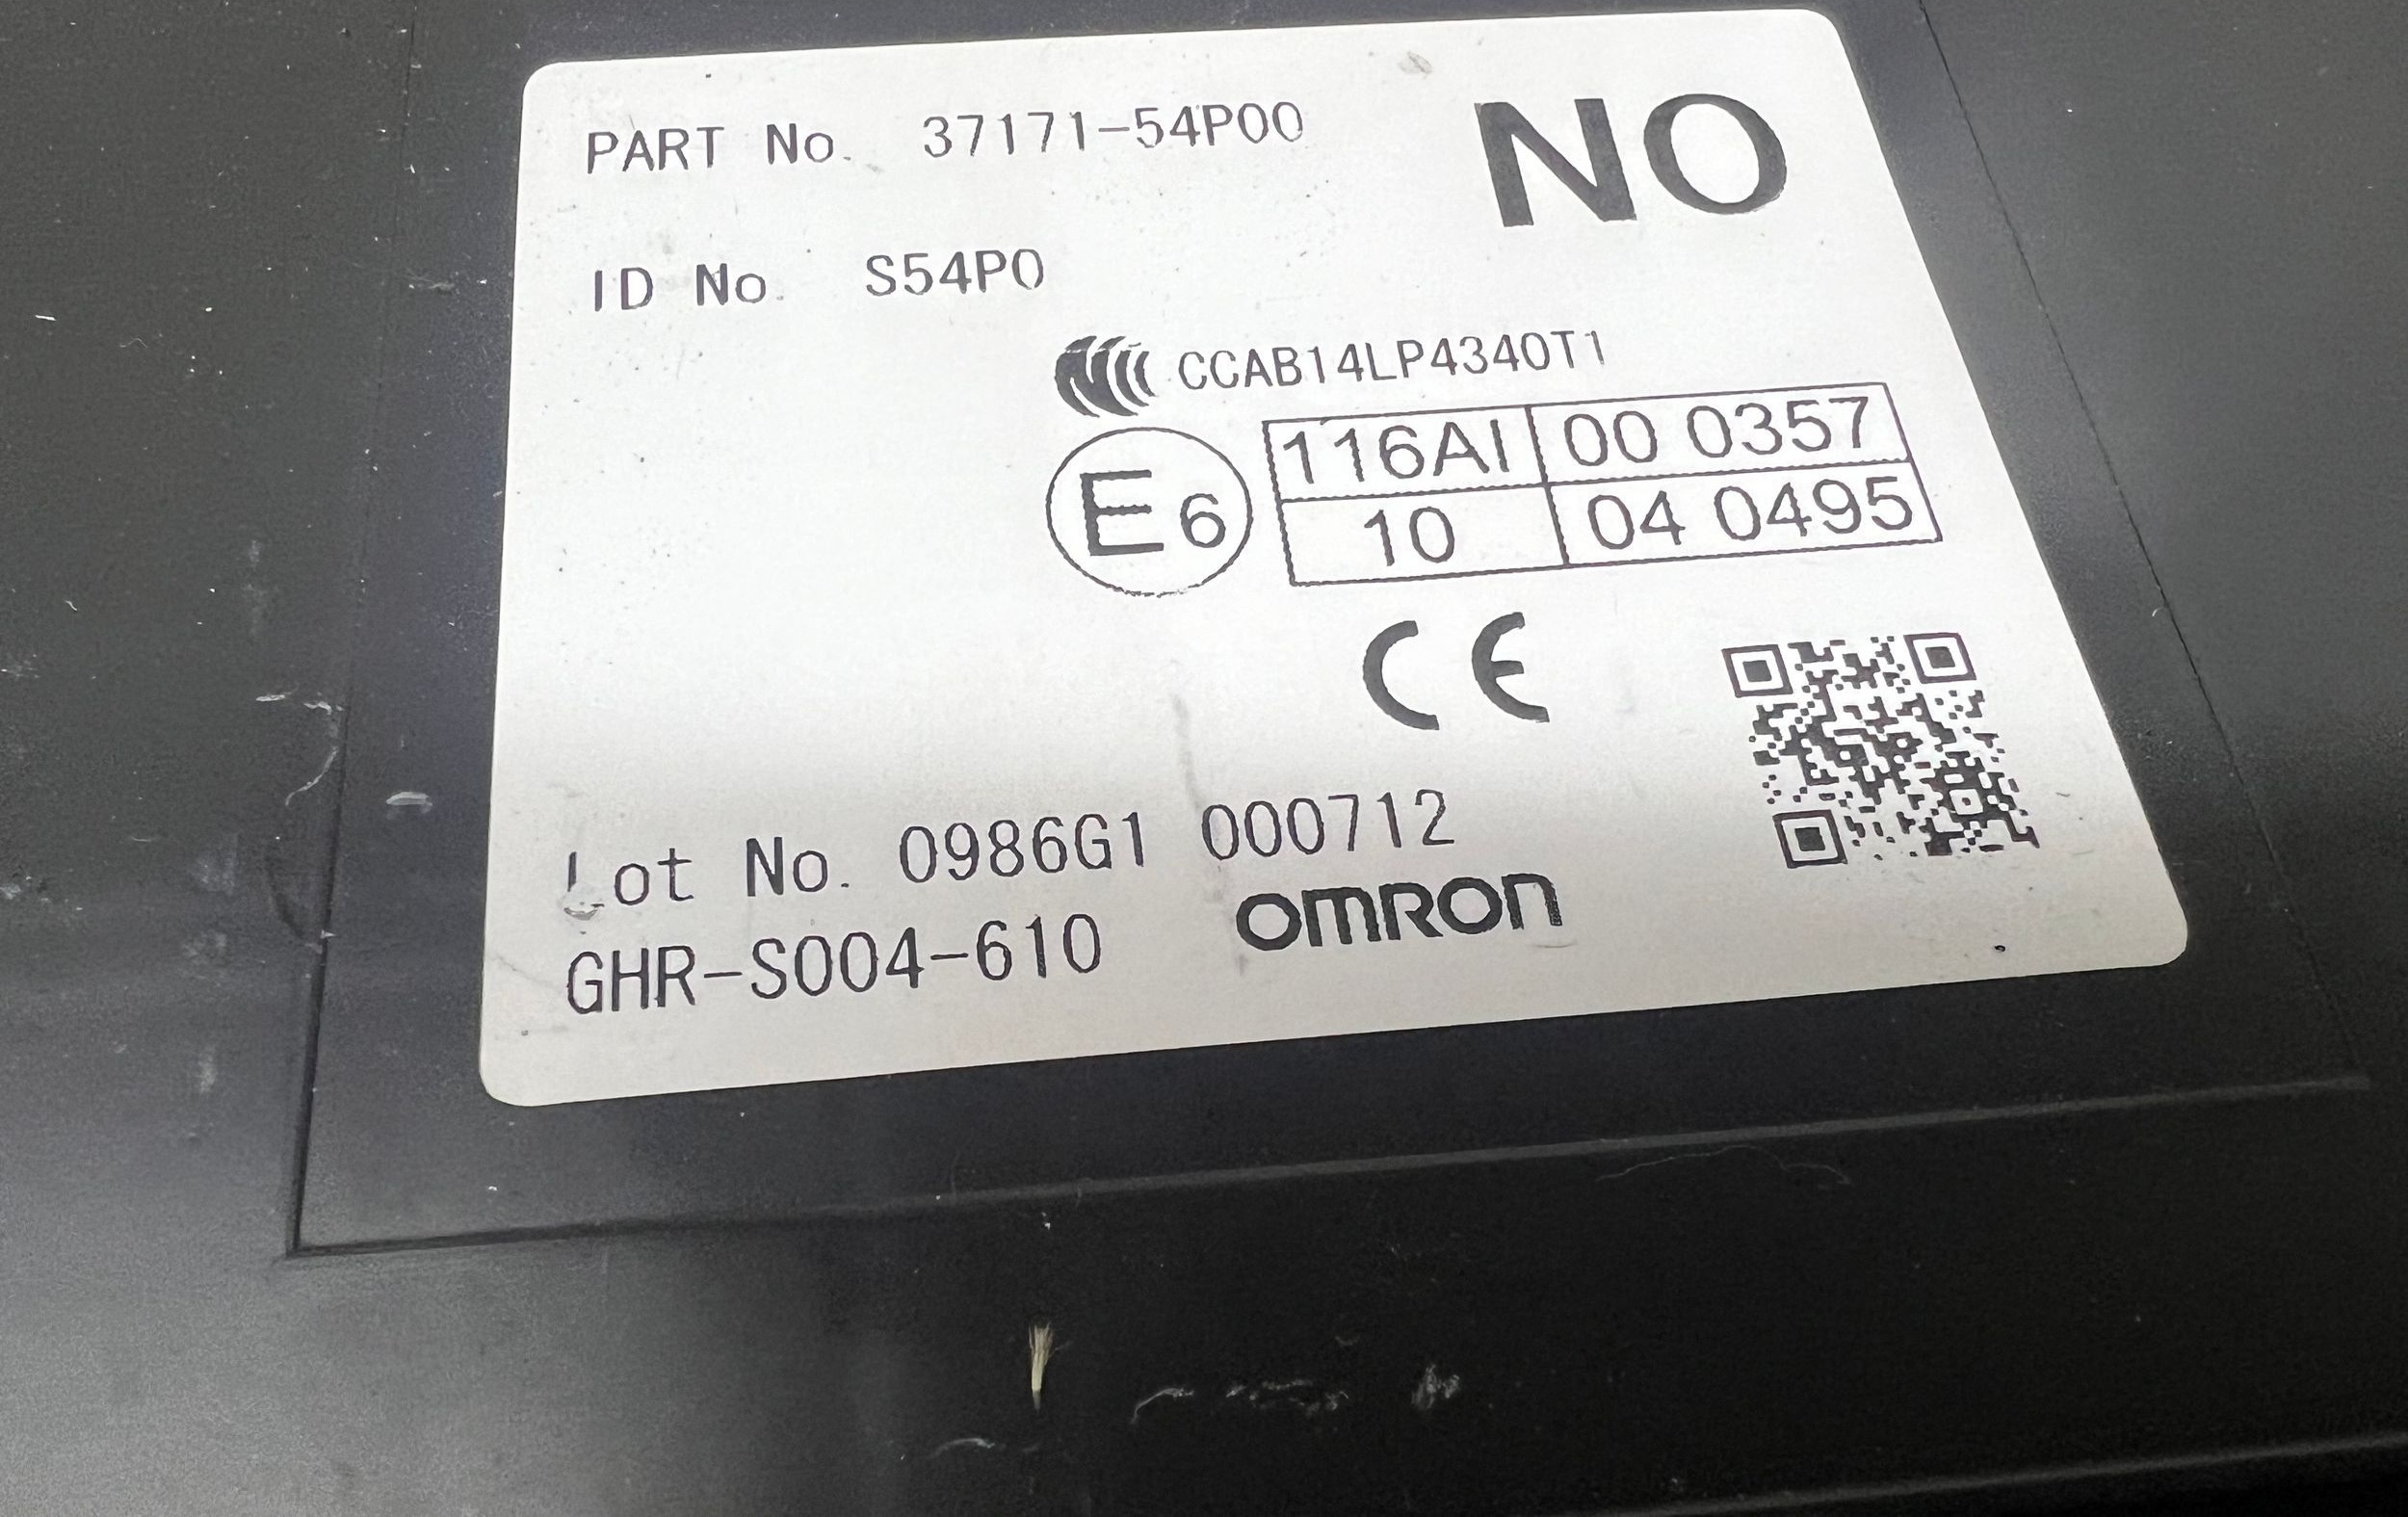 PART No. 37171-54P00
NO
ID No. S54P0
CCAB14LP4340T1
E6
116AI 00 0357
10 04 0495
CE
Lot No. 0986G1 000712
GHR-S004-610
OMRON